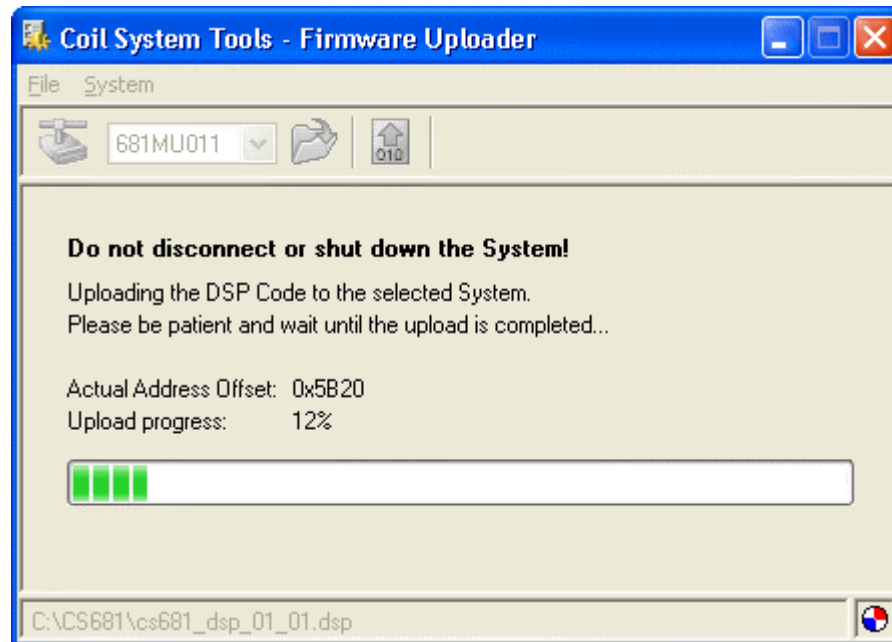 Coil System Tools - Firmware Uploader
File System
681MU011
010
Do not disconnect or shut down the System!
Uploading the DSP Code to the selected System.
Please be patient and wait until the upload is completed...
Actual Address Offset: 0x5B20
Upload progress: 12%
C:\CS681\cs681_dsp_01_01.dsp